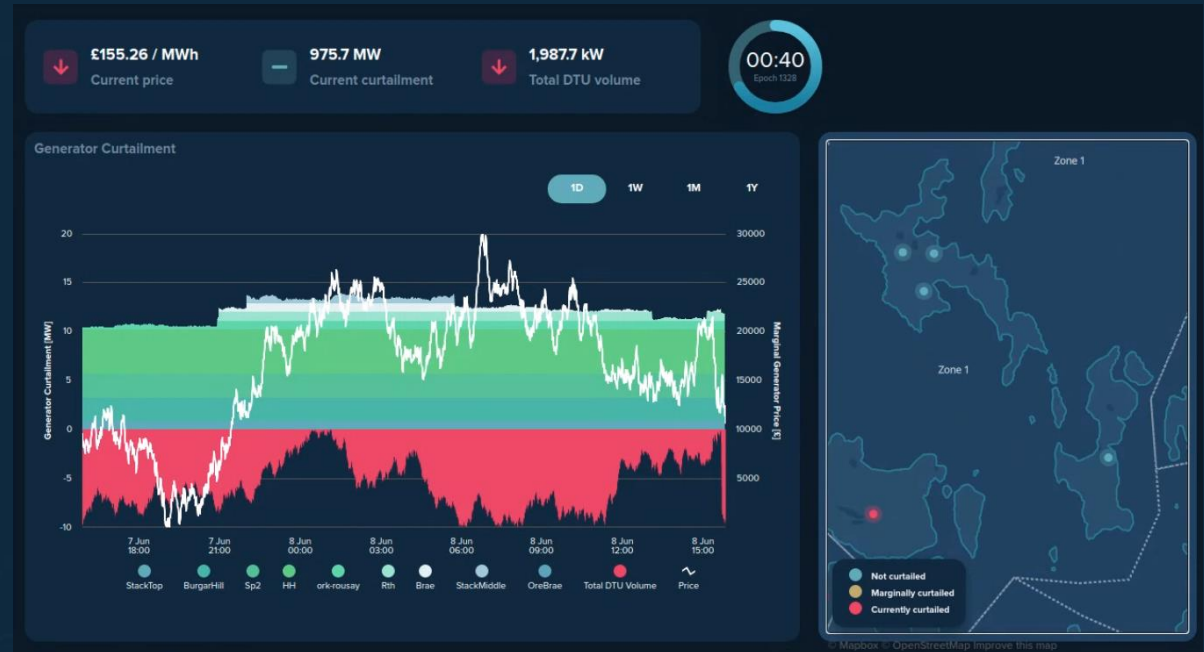 £155.26 / MWh
Current price
975.7 MW
Current curtailment
1,987.7 kW
Total DTU volume
00:40
Epoch 1328
Generator Curtailment
1D 1W 1M 1Y
Generator Curtailment [MW]
20
15
10
5
0
-5
-10
30000
25000
20000
15000
10000
5000
Marginal Generator Price [£]
7 Jun
18:00
7 Jun
21:00
8 Jun
00:00
8 Jun
03:00
8 Jun
06:00
8 Jun
09:00
8 Jun
12:00
8 Jun
15:00
StackTop BurgarHill Sp2 HH ork-rousay Rth Brae StackMiddle OreBrae Total DTU Volume Price
Zone 1
Zone 1
Not curtailed
Marginally curtailed
Currently curtailed
© Mapbox © OpenStreetMap Improve this map